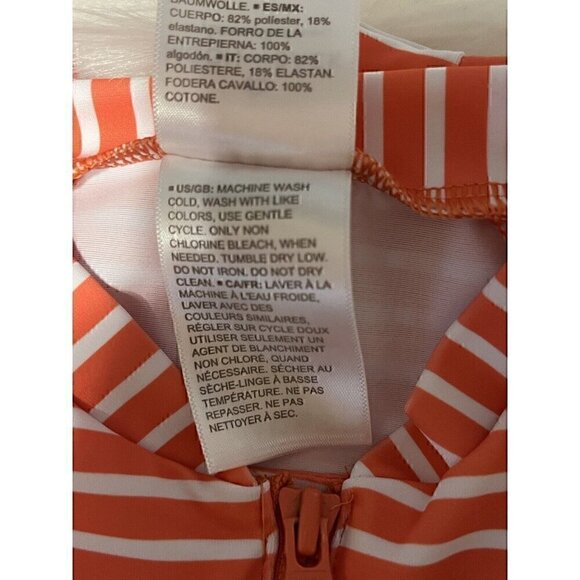 BAUMWOLLE. ▪ ES/MX:
CUERPO: 82% poliéster, 18%
elastano. FORRO DE LA
ENTREPIERNA: 100%
algodón. ▪ IT: CORPO: 82%
POLIESTERE, 18% ELASTAN.
FODERA CAVALLO: 100%
COTONE.
▪ US/GB: MACHINE WASH
COLD, WASH WITH LIKE
COLORS, USE GENTLE
CYCLE. ONLY NON
CHLORINE BLEACH, WHEN
NEEDED. TUMBLE DRY LOW.
DO NOT IRON. DO NOT DRY
CLEAN. ▪ CA/FR: LAVER À LA
MACHINE À L'EAU FROIDE,
LAVER AVEC DES
COULEURS SIMILAIRES,
RÉGLER SUR CYCLE DOUX
UTILISER SEULEMENT UN
AGENT DE BLANCHIMENT
NON CHLORÉ, QUAND
NÉCESSAIRE. SÉCHER AU
SÈCHE-LINGE À BASSE
TEMPÉRATURE. NE PAS
REPASSER. NE PAS
NETTOYER À SEC.